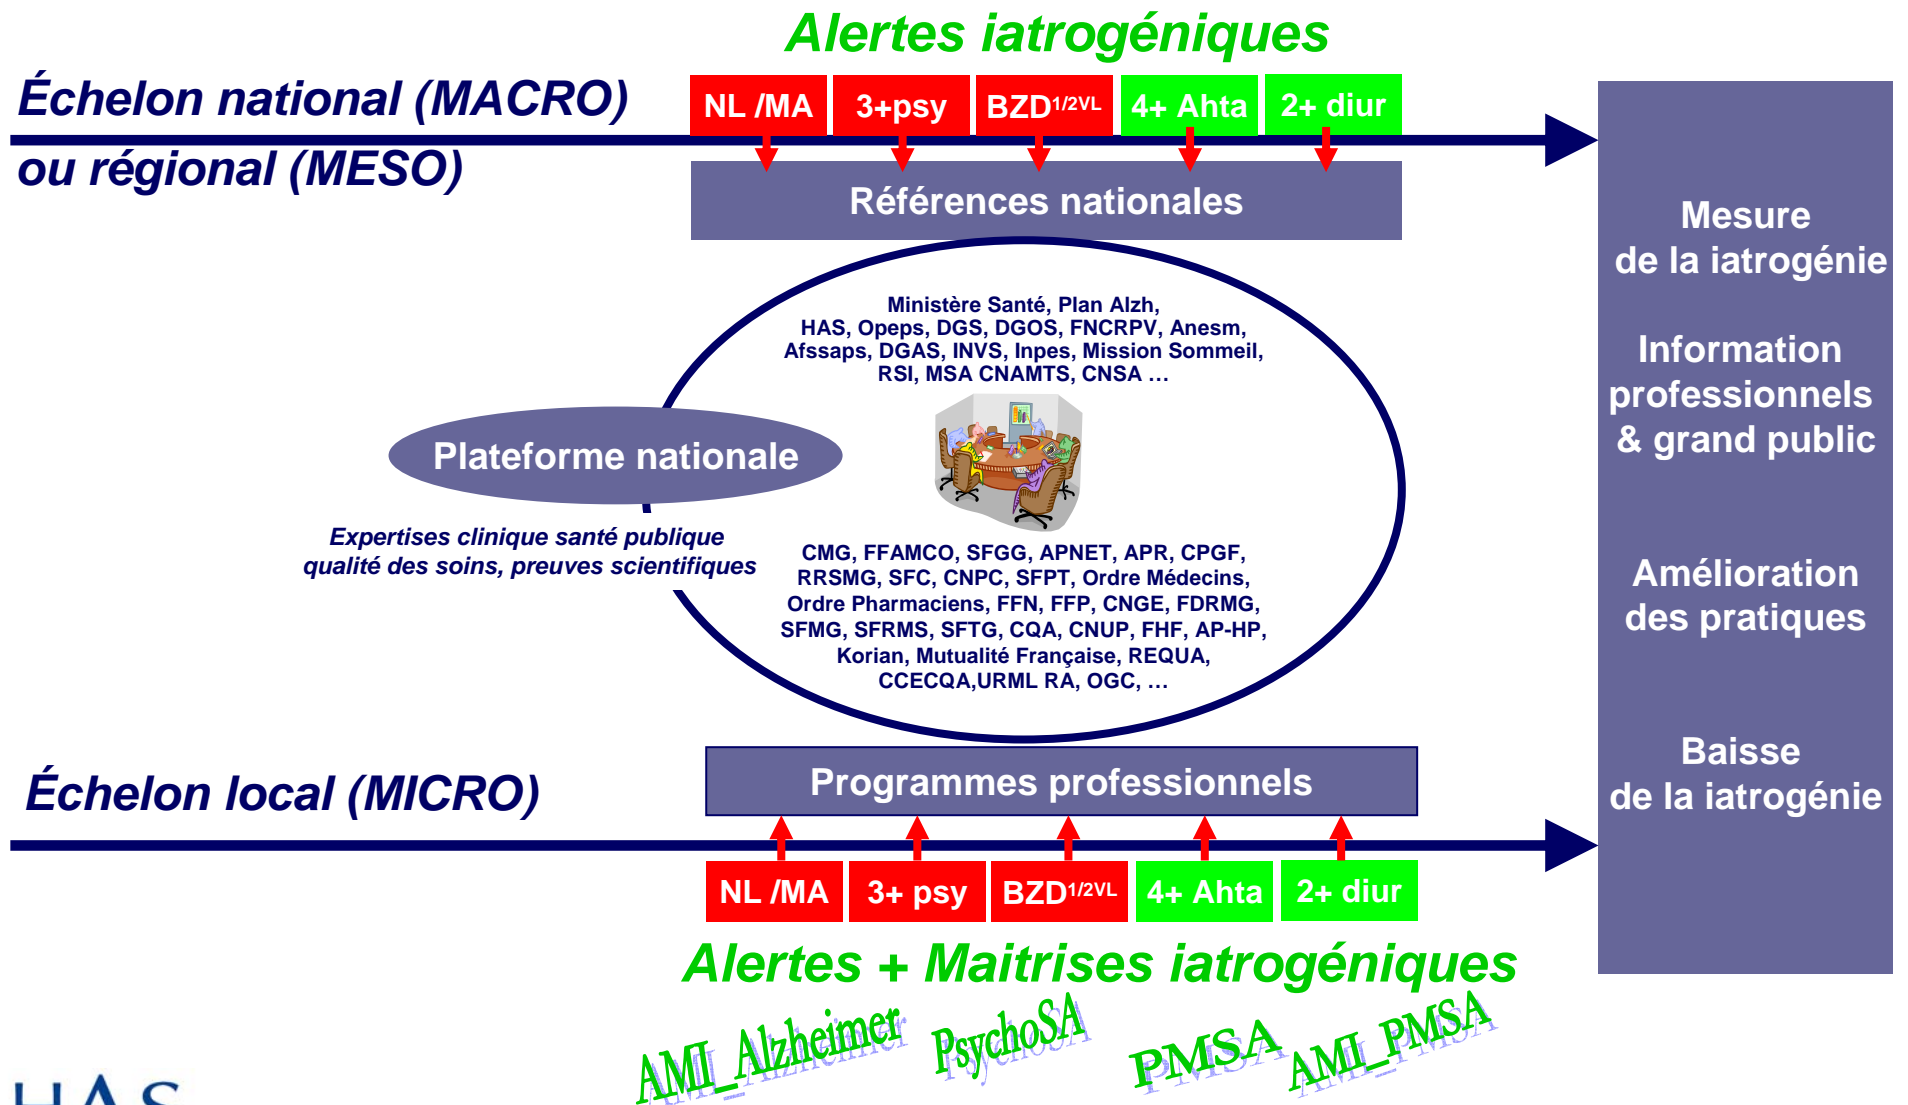 Alertes iatrogéniques
Échelon national (MACRO)
ou régional (MESO)
NL /MA
3+psy
BZD1/2VL
4+ Ahta
2+ diur
Références nationales
Ministère Santé, Plan Alzh,
HAS, Opeps, DGS, DGOS, FNCRPV, Anesm,
Afssaps, DGAS, INVS, Inpes, Mission Sommeil,
RSI, MSA CNAMTS, CNSA …
Plateforme nationale
Expertises clinique santé publique
qualité des soins, preuves scientifiques
CMG, FFAMCO, SFGG, APNET, APR, CPGF,
RRSMG, SFC, CNPC, SFPT, Ordre Médecins,
Ordre Pharmaciens, FFN, FFP, CNGE, FDRMG,
SFMG, SFRMS, SFTG, CQA, CNUP, FHF, AP-HP,
Korian, Mutualité Française, REQUA,
CCECQA,URML RA, OGC, …
Mesure
de la iatrogénie
Information
professionnels
& grand public
Amélioration
des pratiques
Baisse
de la iatrogénie
Programmes professionnels
Échelon local (MICRO)
NL /MA
3+ psy
BZD1/2VL
4+ Ahta
2+ diur
Alertes + Maitrises iatrogéniques
AMI_Alzheimer
PsychoSA
PMSA
AMI_PMSA
HAS